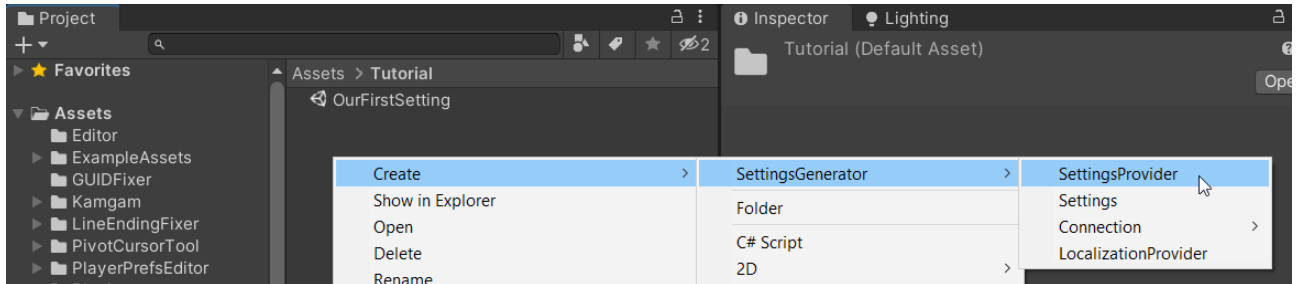 Project
Inspector
Lighting
2
Tutorial (Default Asset)
Favorites
Assets > Tutorial
Ope
OurFirstSetting
Assets
Editor
ExampleAssets
GUIDFixer
Kamgam
LineEndingFixer
PivotCursorTool
PlayerPrefsEditor
Create >
Show in Explorer
Open
Delete
Rename
SettingsGenerator >
Folder
C# Script
2D >
SettingsProvider
Settings
Connection >
LocalizationProvider